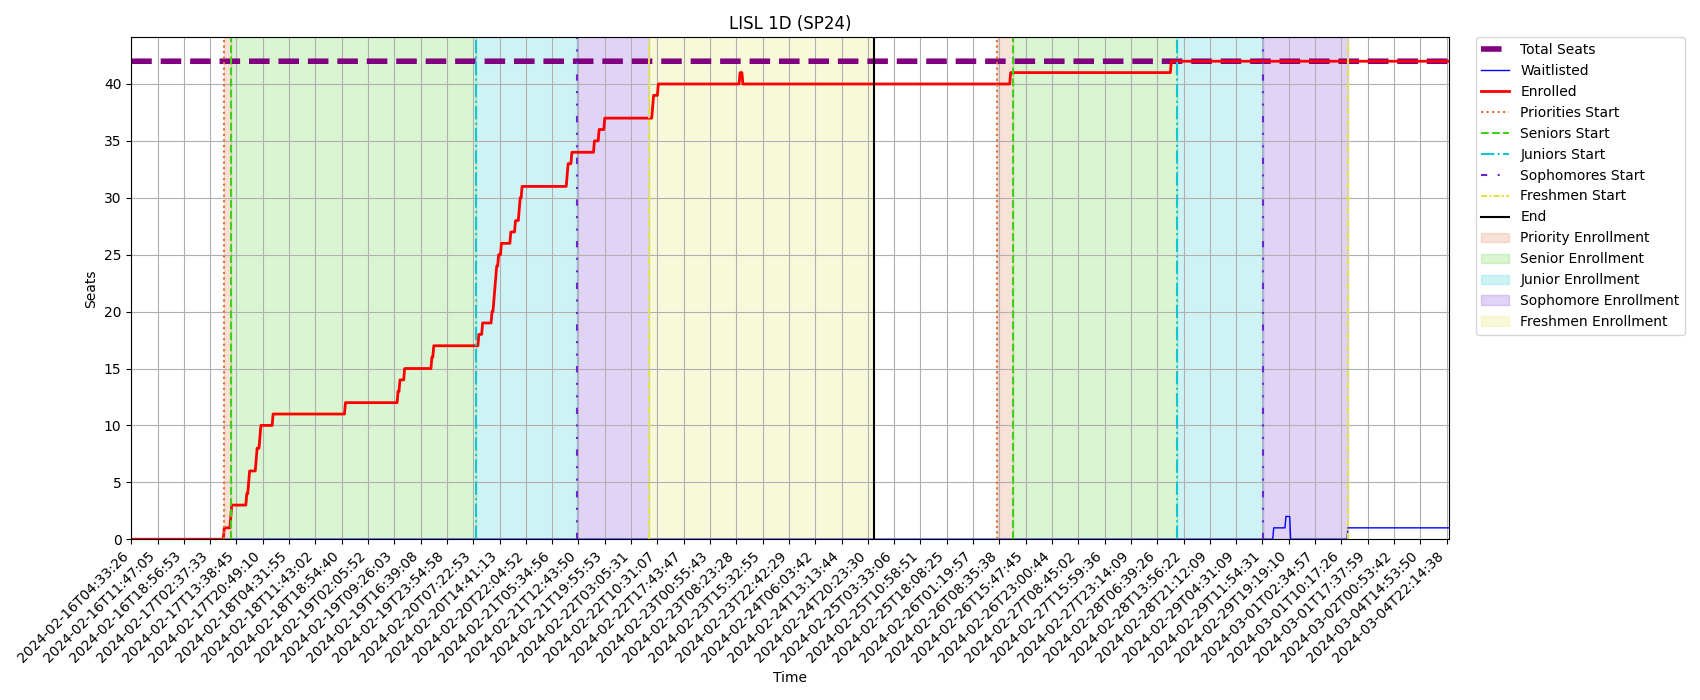 LISL 1D (SP24)
Seats
40
35
30
25
20
15
10
5
0
2024-02-16T04:33:26
2024-02-16T11:47:05
2024-02-16T18:56:53
2024-02-17T02:37:33
2024-02-17T13:38:45
2024-02-17T20:49:10
2024-02-18T04:31:55
2024-02-18T11:43:02
2024-02-18T18:54:40
2024-02-19T02:05:52
2024-02-19T09:26:03
2024-02-19T16:39:08
2024-02-19T23:54:58
2024-02-20T07:22:53
2024-02-20T14:41:13
2024-02-20T22:04:52
2024-02-21T05:34:56
2024-02-21T12:43:50
2024-02-21T19:55:53
2024-02-22T03:05:31
2024-02-22T10:31:07
2024-02-22T17:43:47
2024-02-23T00:55:43
2024-02-23T08:23:28
2024-02-23T15:32:55
2024-02-23T22:42:29
2024-02-24T06:03:42
2024-02-24T13:13:44
2024-02-24T20:23:30
2024-02-25T03:33:06
2024-02-25T10:58:51
2024-02-25T18:08:25
2024-02-26T01:19:57
2024-02-26T08:35:38
2024-02-26T15:47:45
2024-02-26T23:00:44
2024-02-27T08:45:02
2024-02-27T15:59:36
2024-02-27T23:14:09
2024-02-28T06:39:26
2024-02-28T13:56:22
2024-02-28T21:12:09
2024-02-29T04:31:09
2024-02-29T11:54:31
2024-02-29T19:19:10
2024-03-01T02:34:57
2024-03-01T10:17:26
2024-03-01T17:37:59
2024-03-02T00:53:42
2024-03-04T14:53:50
2024-03-04T22:14:38
Time
Total Seats
Waitlisted
Enrolled
Priorities Start
Seniors Start
Juniors Start
Sophomores Start
Freshmen Start
End
Priority Enrollment
Senior Enrollment
Junior Enrollment
Sophomore Enrollment
Freshmen Enrollment